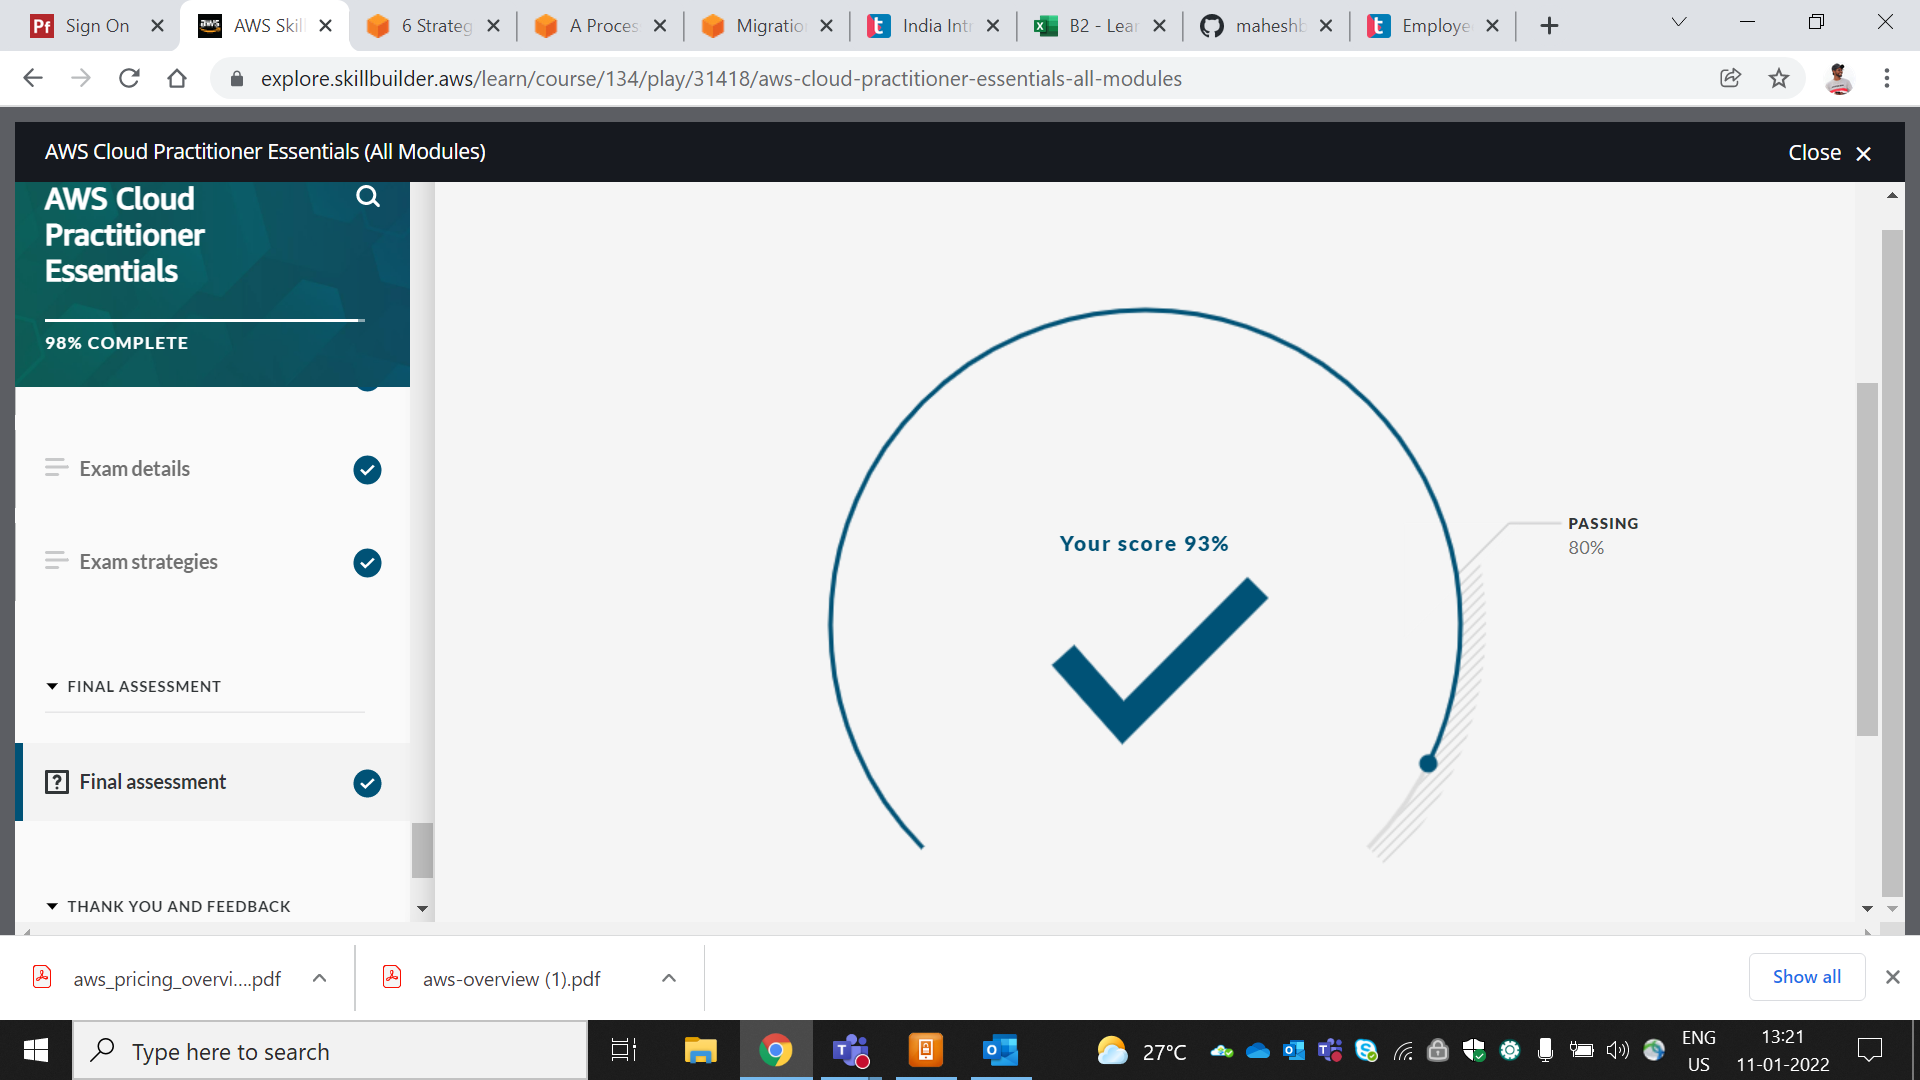 Sign On
AWS Skil
6 Strateg
A Proces
Migratio
India Int
B2 - Lear
maheshb
Employe
explore.skillbuilder.aws/learn/course/134/play/31418/aws-cloud-practitioner-essentials-all-modules
AWS Cloud Practitioner Essentials (All Modules)
Close
AWS Cloud
Practitioner
Essentials
98% COMPLETE
Exam details
Exam strategies
FINAL ASSESSMENT
Final assessment
THANK YOU AND FEEDBACK
Your score 93%
PASSING
80%
aws_pricing_overvi....pdf
aws-overview (1).pdf
Show all
Type here to search
27°C
ENG
US
13:21
11-01-2022